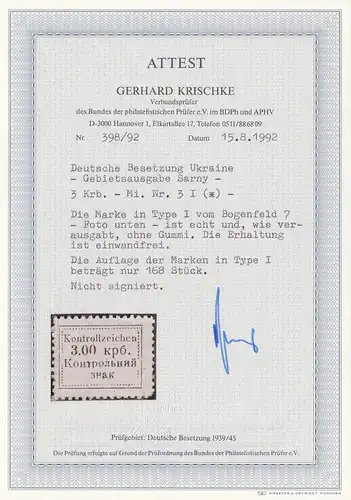 ATTEST
GERHARD KRISCHKE
Verbandsprüfer
des Bundes der philatelistischen Prüfer e.V. im BDPh und APHV
D-3000 Hannover 1, Elkartallee 17, Telefon 0511/886809
Nr. 398/92 Datum 15.8.1992
Deutsche Besetzung Ukraine
- Gebietsausgabe Sarny -
3 Krb. - Mi. Nr. 3 I (*) -
Die Marke in Type I vom Bogenfeld 7
- Foto unten - ist echt und, wie ver-
ausgabt, ohne Gummi. Die Erhaltung
ist einwandfrei.
Die Auflage der Marken in Type I
beträgt nur 168 Stück.
Nicht signiert.
Kontrollzeichen
3.00 крб.
Контрольний
знак
Prüfgebiet: Deutsche Besetzung 1939/45
Die Prüfung erfolgte auf Grund der Prüfordnung des Bundes der Philatelistischen Prüfer e.V.
GIESECKE & DEVRIENT MÜNCHEN